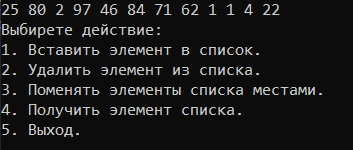 25 80 2 97 46 84 71 62 1 1 4 22
Выбирете действие:
1. Вставить элемент в список.
2. Удалить элемент из списка.
3. Поменять элементы списка местами.
4. Получить элемент списка.
5. Выход.